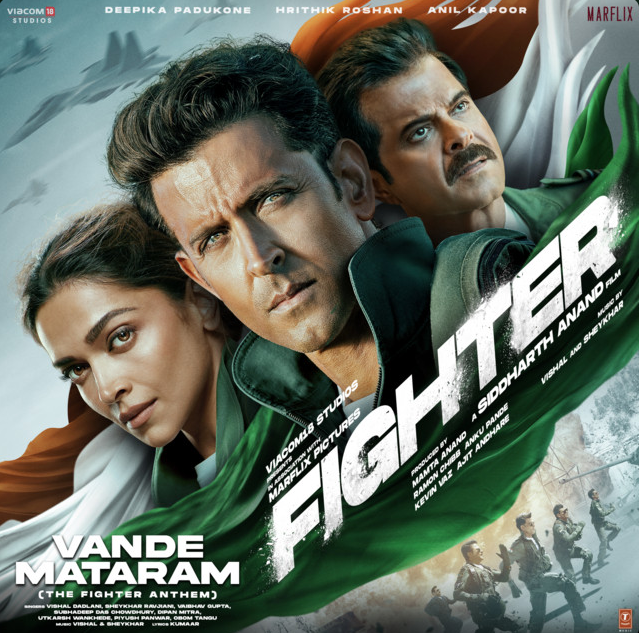 VIACOM18
STUDIOS
DEEPIKA PADUKONE HRITHIK ROSHAN ANIL KAPOOR
MARFLIX
VIACOM18 STUDIOS
PRESENTS
IN ASSOCIATION WITH
MARFLIX PICTURES
FIGHTER
A SIDDHARTH ANAND FILM
PRODUCED BY
MAMTA ANAND
RAMON CHIBB ANKU PANDE
KEVIN VAZ AJIT ANDHARE
MUSIC BY
VISHAL AND SHEYKHAR
VANDE
MATARAM
(THE FIGHTER ANTHEM)
SINGERS VISHAL DADLANI, SHEYKHAR RAVJIANI, VAIBHAV GUPTA,
SUBHADEEP DAS CHOWDHURY, DIPAN MITRA,
UTKARSH WANKHEDE, PIYUSH PANWAR, OBOM TANGU
MUSIC VISHAL & SHEYKHAR LYRICS KUMAAR